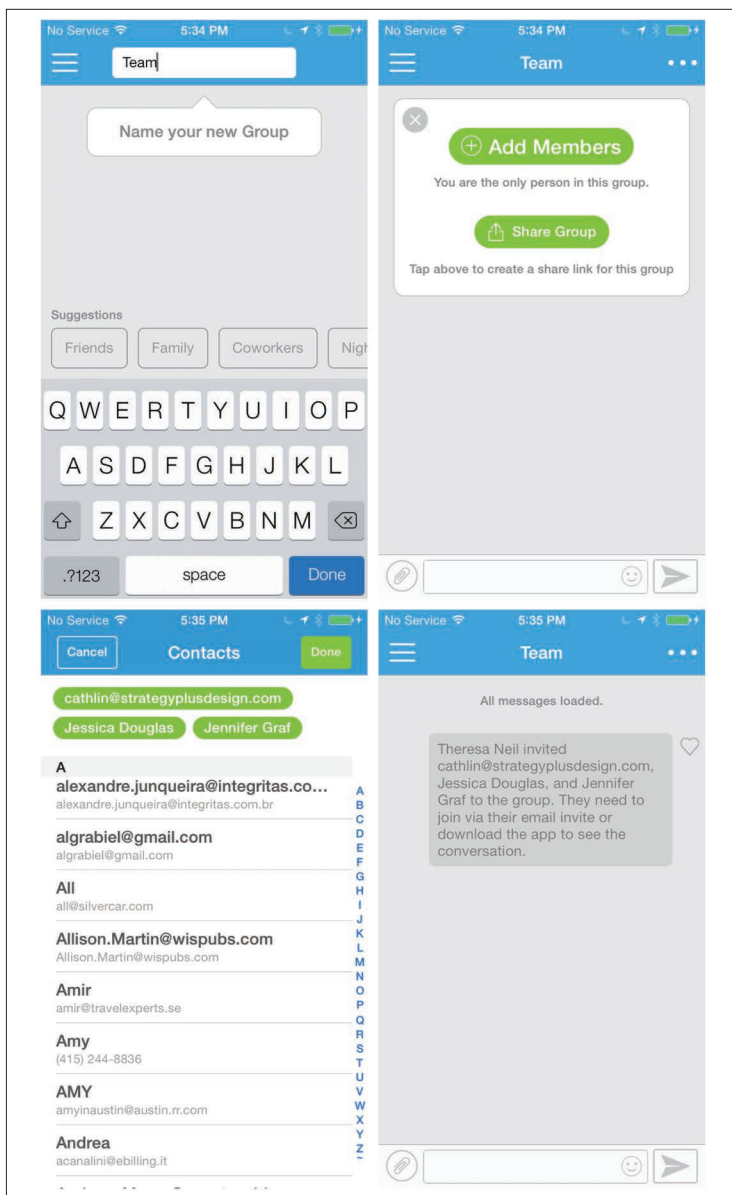 No Service 5:34 PM
Team
Name your new Group
Suggestions
Friends Family Coworkers Nigh
Q W E R T Y U I O P
A S D F G H J K L
Z X C V B N M
.?123 space Done
No Service 5:34 PM
Team
Add Members
You are the only person in this group.
Share Group
Tap above to create a share link for this group
No Service 5:35 PM
Cancel Contacts Done
cathlin@strategyplusdesign.com
Jessica Douglas Jennifer Graf
A
alexandre.junqueira@integritas.co...
alexandre.junqueira@integritas.com.br
algrabiel@gmail.com
algrabiel@gmail.com
All
all@silvercar.com
Allison.Martin@wispubs.com
Allison.Martin@wispubs.com
Amir
amir@travelexperts.se
Amy
(415) 244-8836
AMY
amyinaustin@austin.rr.com
Andrea
acanalini@ebilling.it
A
B
C
D
E
F
G
H
I
J
K
L
M
N
O
P
Q
R
S
T
U
V
W
X
Y
Z
~
No Service 5:35 PM
Team
All messages loaded.
Theresa Neil invited
cathlin@strategyplusdesign.com,
Jessica Douglas, and Jennifer
Graf to the group. They need to
join via their email invite or
download the app to see the
conversation.